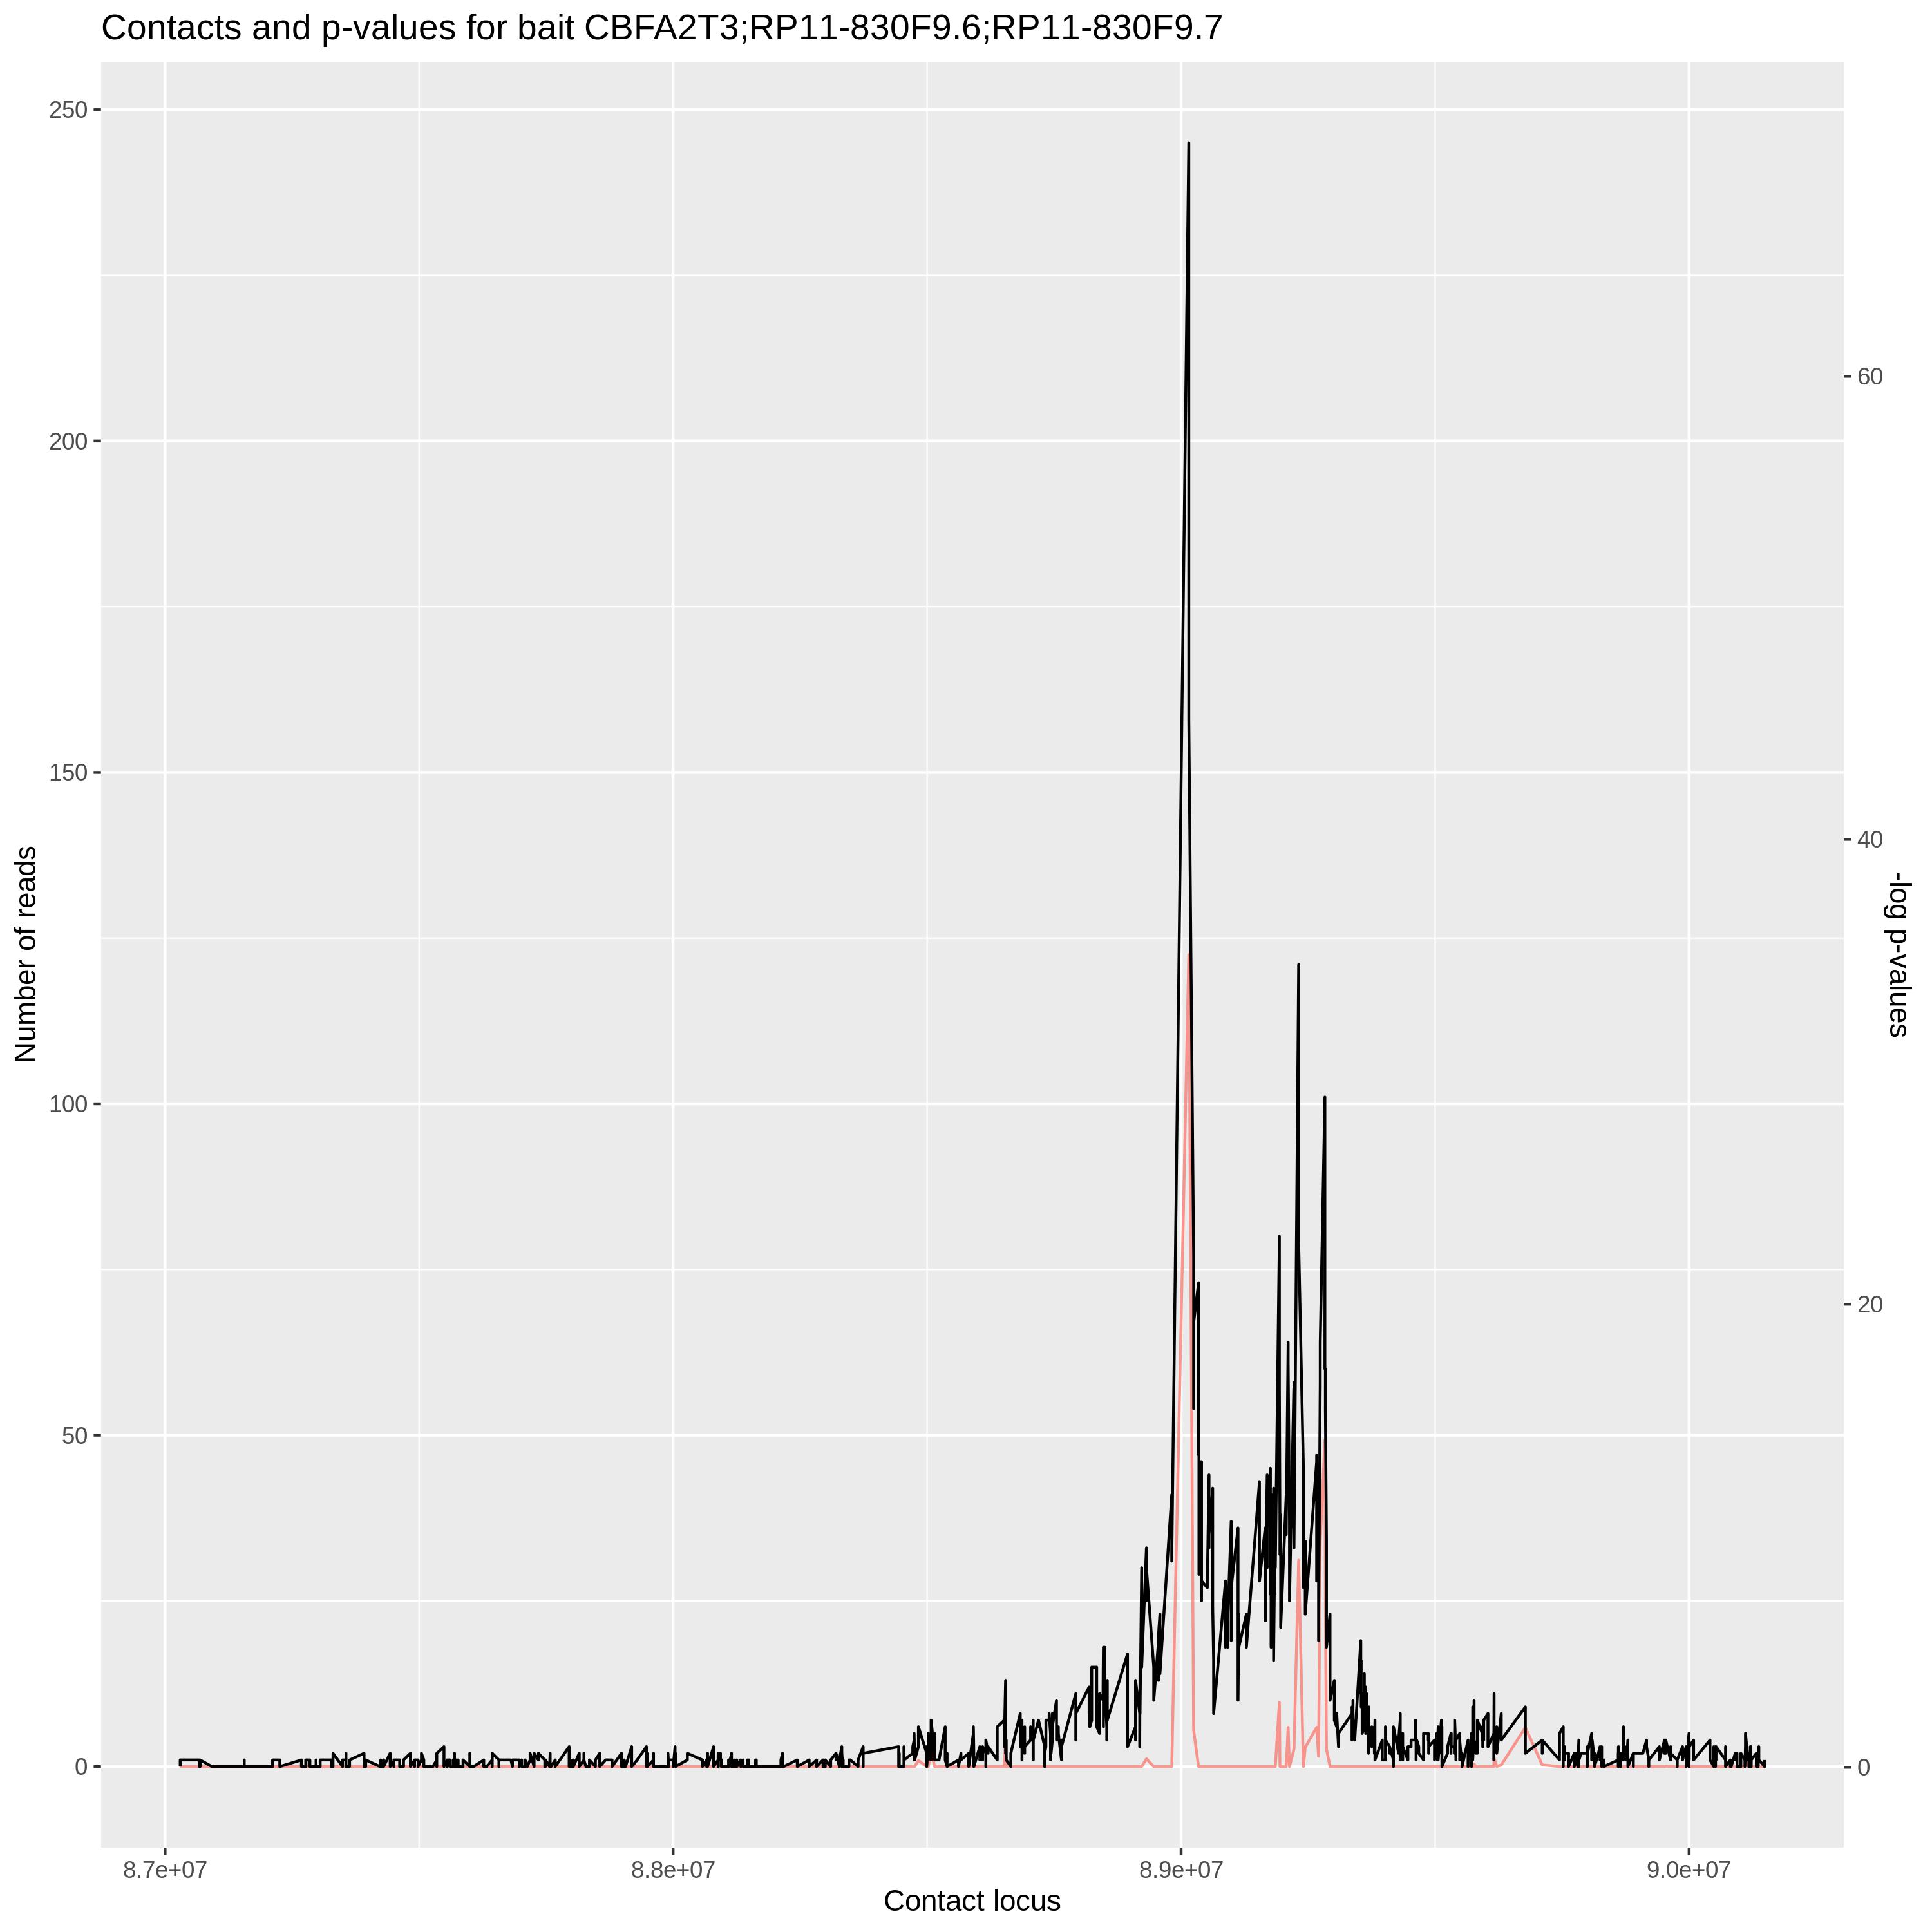 Contacts and p-values for bait CBFA2T3;RP11-830F9.6;RP11-830F9.7
250
200
150
100
50
0
Number of reads
60
40
20
0
-log p-values
8.7e+07 8.8e+07 8.9e+07 9.0e+07
Contact locus